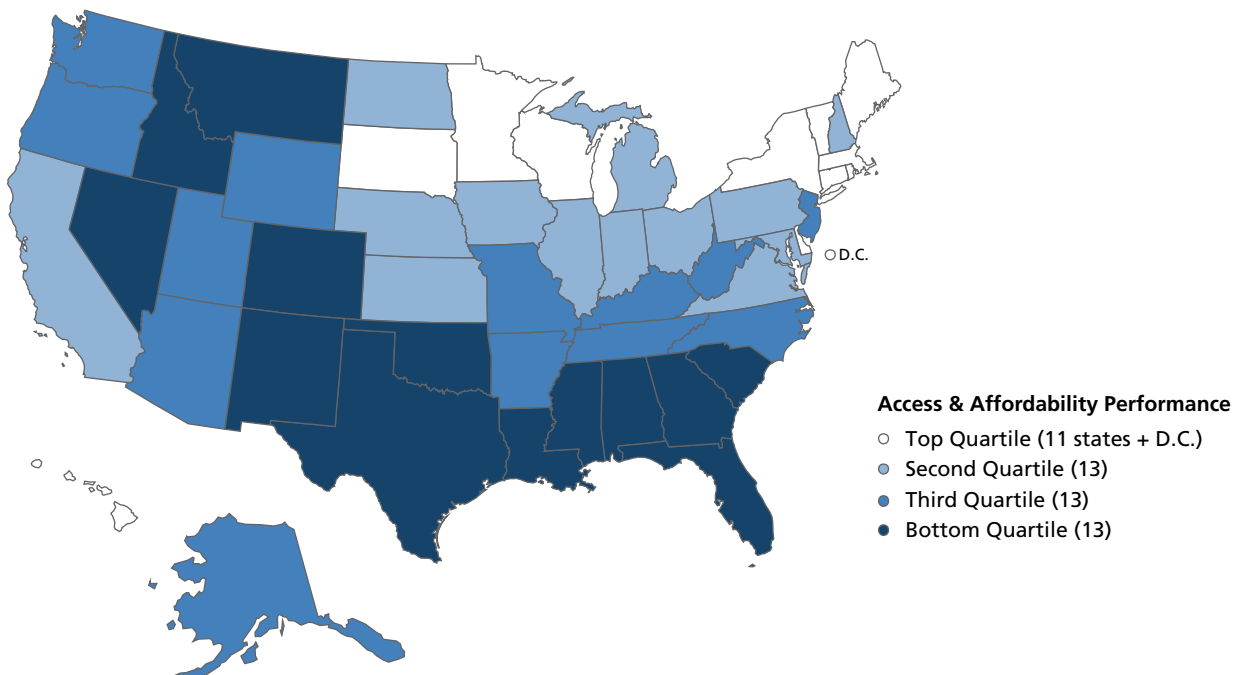 D.C.
Access & Affordability Performance
Top Quartile (11 states + D.C.)
Second Quartile (13)
Third Quartile (13)
Bottom Quartile (13)